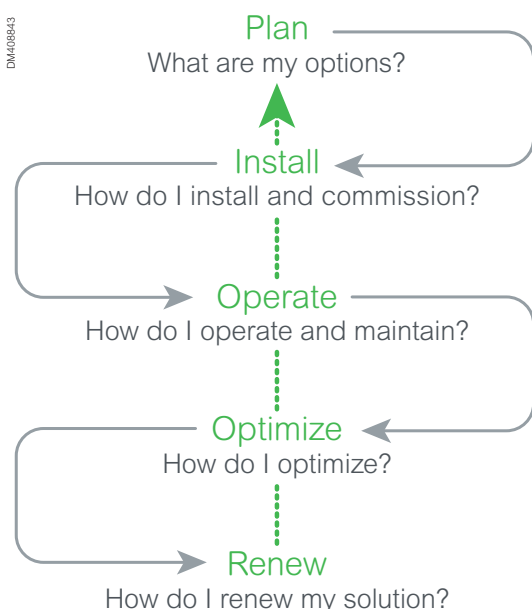 DM408843
Plan
What are my options?
Install
How do I install and commission?
Operate
How do I operate and maintain?
Optimize
How do I optimize?
Renew
How do I renew my solution?